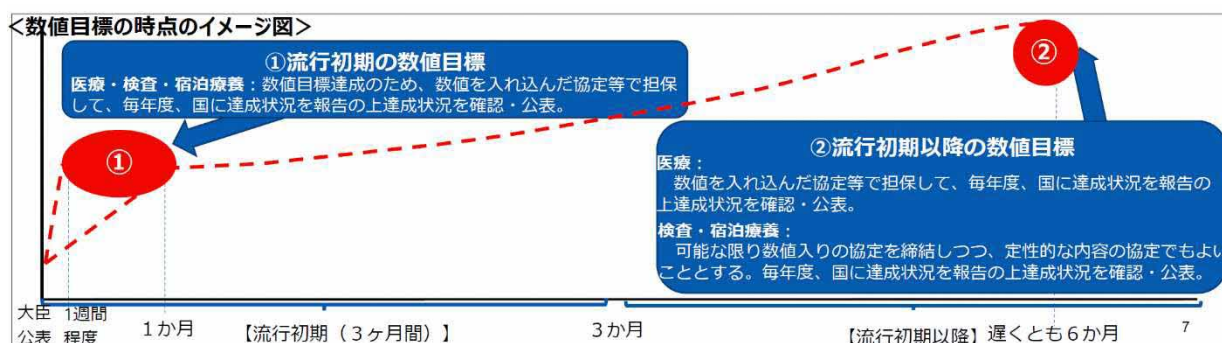 <数値目標の時点のイメージ図>
①流行初期の数値目標
医療・検査・宿泊療養:数値目標達成のため、数値を入れ込んだ協定等で担保
して、毎年度、国に達成状況を報告の上達成状況を確認・公表。
②
①
②流行初期以降の数値目標
医療:
数値を入れ込んだ協定等で担保して、毎年度、国に達成状況を報告の
上達成状況を確認・公表。
検査・宿泊療養:
可能な限り数値入りの協定を締結しつつ、定性的な内容の協定でもよい
こととする。毎年度、国に達成状況を報告の上達成状況を確認・公表。
大臣
公表
1週間
程度
1か月
【流行初期(3ヶ月間)】
3か月
【流行初期以降】
遅くとも6か月
7